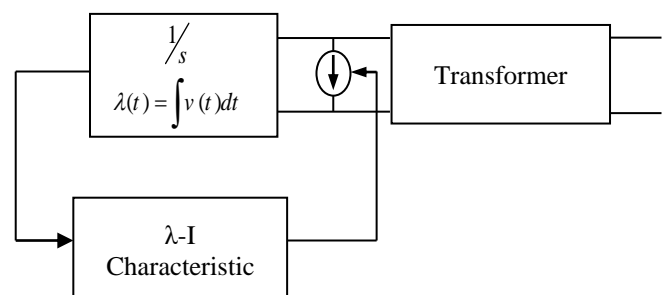 1/s
λ(t) = ∫v(t)dt
Transformer
λ-I
Characteristic